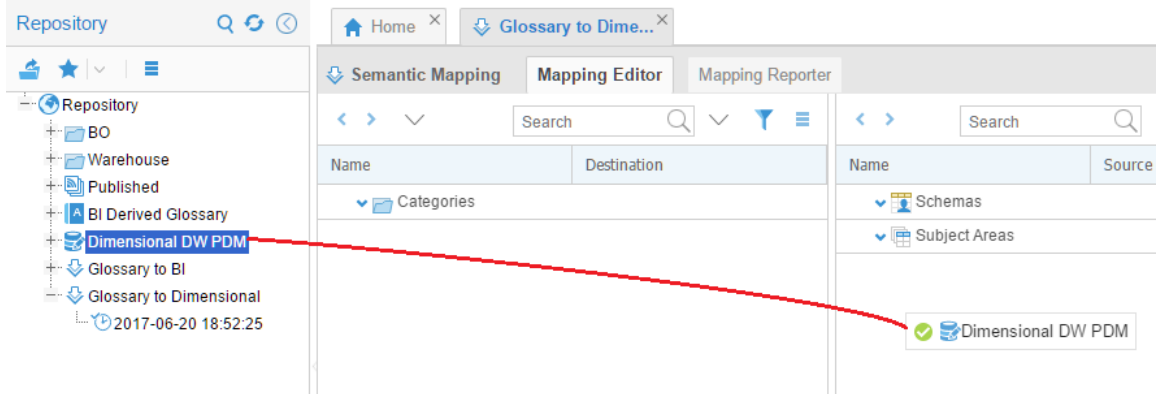 Repository
Home
Glossary to Dime...
Semantic Mapping
Mapping Editor
Mapping Reporter
Repository
BO
Warehouse
Published
BI Derived Glossary
Dimensional DW PDM
Glossary to BI
Glossary to Dimensional
2017-06-20 18:52:25
Search
Name Destination
Categories
Search
Name Source
Schemas
Subject Areas
Dimensional DW PDM